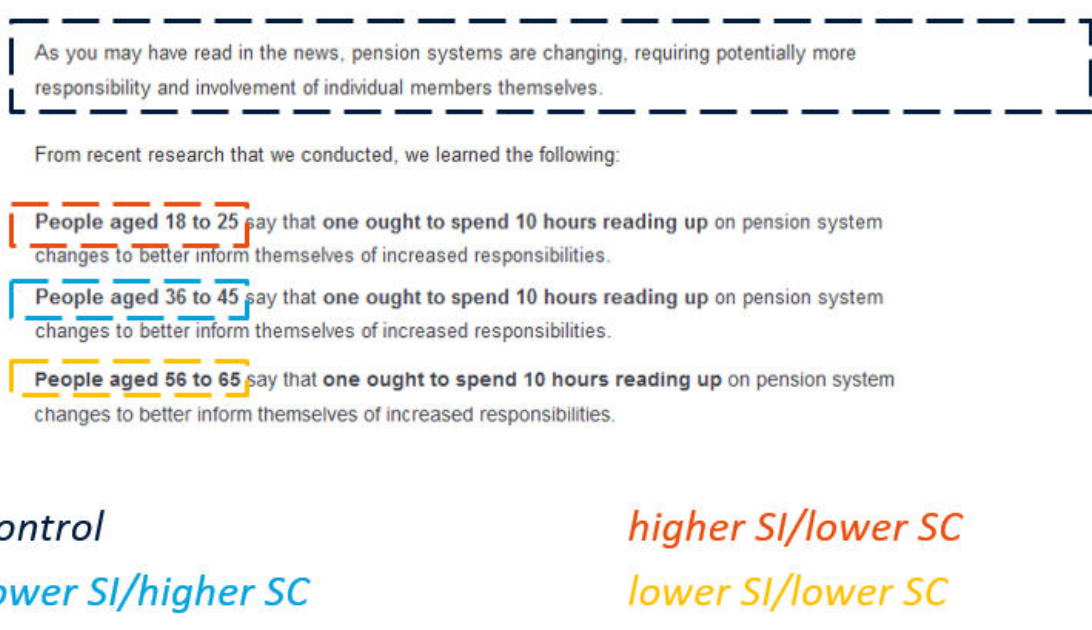 As you may have read in the news, pension systems are changing, requiring potentially more
responsibility and involvement of individual members themselves.
From recent research that we conducted, we learned the following:
People aged 18 to 25 say that one ought to spend 10 hours reading up on pension system
changes to better inform themselves of increased responsibilities.
People aged 36 to 45 say that one ought to spend 10 hours reading up on pension system
changes to better inform themselves of increased responsibilities.
People aged 56 to 65 say that one ought to spend 10 hours reading up on pension system
changes to better inform themselves of increased responsibilities.
ontrol
higher SI/lower SC
ower SI/higher SC
lower SI/lower SC